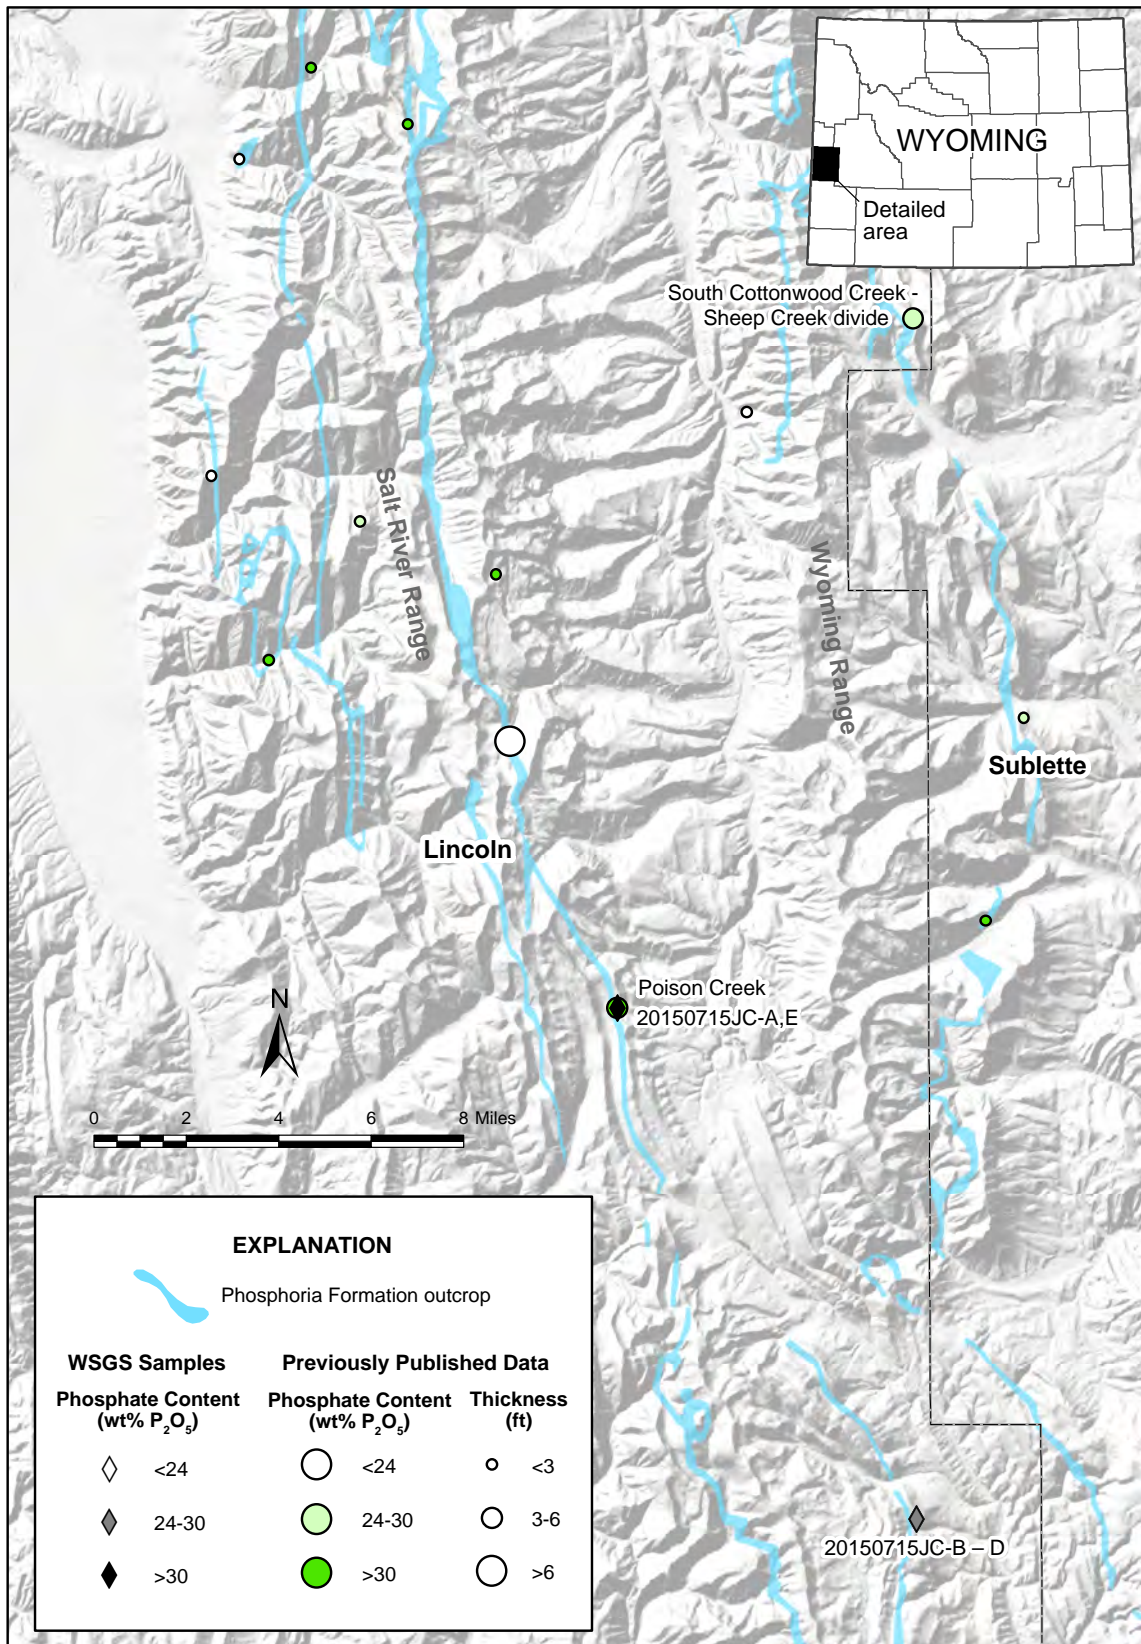 WYOMING
Detailed
area
South Cottonwood Creek -
Sheep Creek divide
Salt River Range
Wyoming Range
Sublette
Lincoln
Poison Creek
20150715JC-A,E
N
0 2 4 6 8 Miles
EXPLANATION
Phosphoria Formation outcrop
WSGS Samples Previously Published Data
Phosphate Content Phosphate Content Thickness
(wt% P₂O₅) (wt% P₂O₅) (ft)
<24 <24 <3
24-30 24-30 3-6
>30 >30 >6
20150715JC-B – D